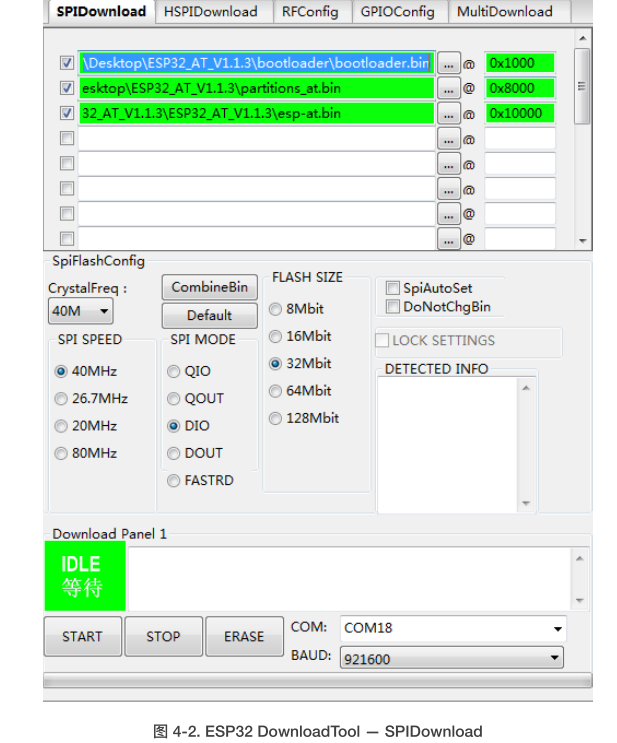 SPIDownload HSPIDownload RFConfig GPIOConfig MultiDownload
\Desktop\ESP32_AT_V1.1.3\bootloader\bootloader.bin ... @ 0x1000
esktop\ESP32_AT_V1.1.3\partitions_at.bin ... @ 0x8000
32_AT_V1.1.3\ESP32_AT_V1.1.3\esp-at.bin ... @ 0x10000
... @
... @
... @
... @
... @
SpiFlashConfig
CrystalFreq : CombineBin FLASH SIZE SpiAutoSet
40M Default 8Mbit DoNotChgBin
SPI SPEED SPI MODE 16Mbit LOCK SETTINGS
40MHz QIO 32Mbit DETECTED INFO
26.7MHz QOUT 64Mbit
20MHz DIO 128Mbit
80MHz DOUT
FASTRD
Download Panel 1
IDLE
等待
START STOP ERASE COM: COM18
BAUD: 921600
图 4-2. ESP32 DownloadTool — SPIDownload